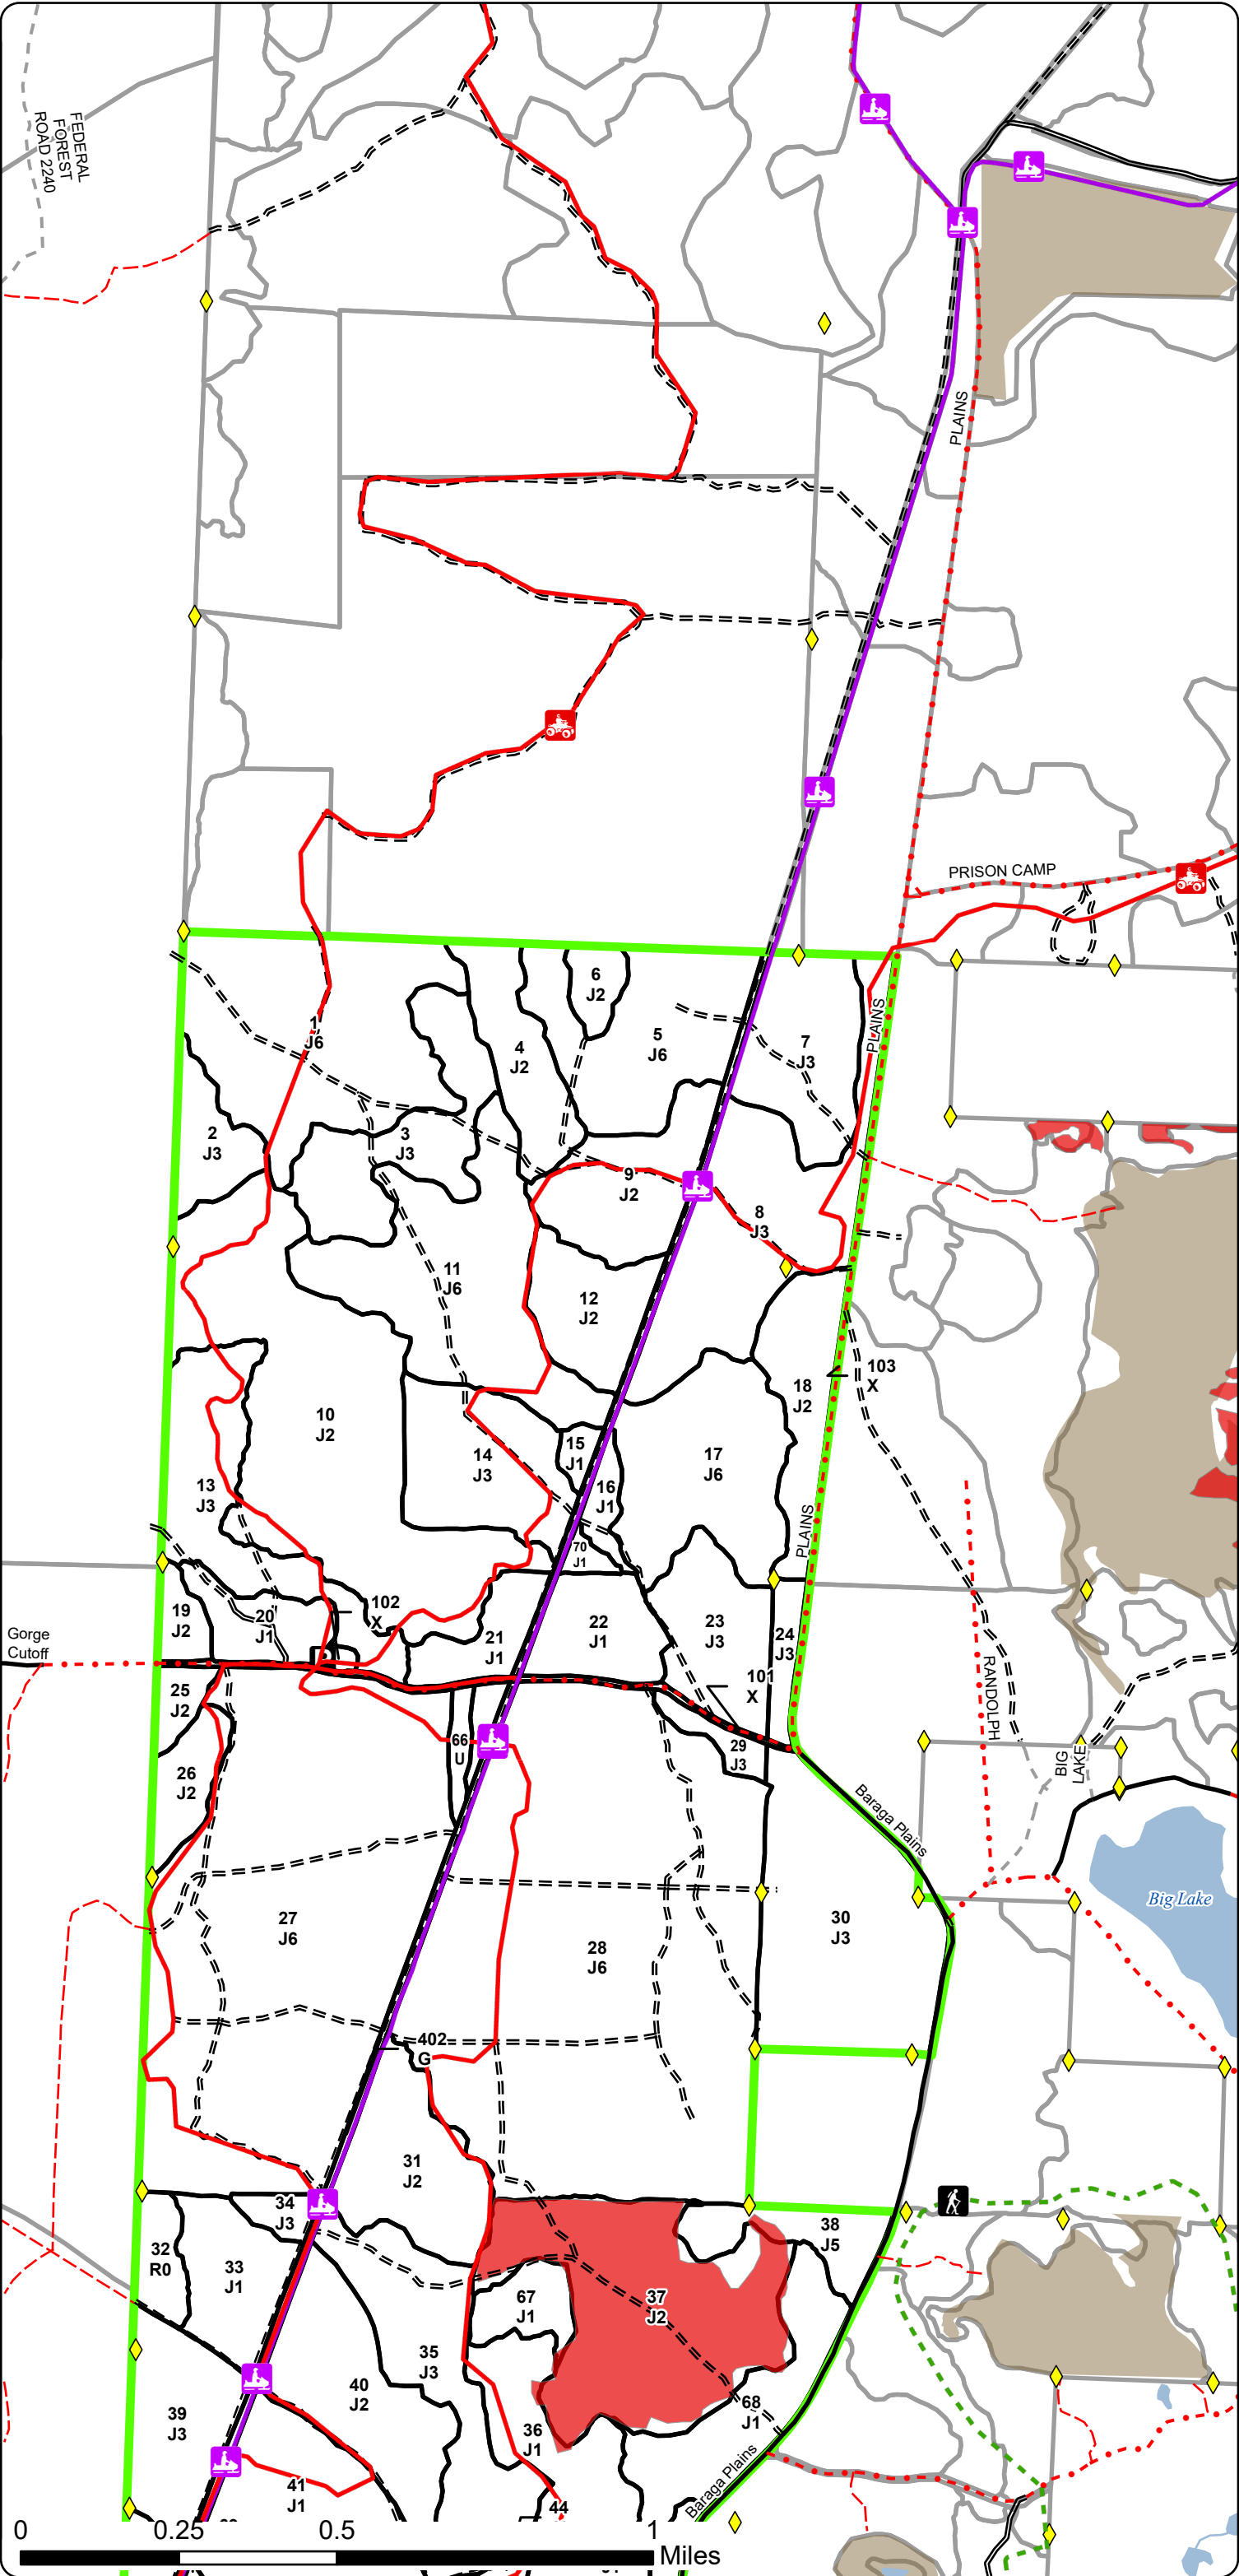 FEDERAL
FOREST
ROAD 2240
PLAINS
PRISON CAMP
6
J2
1
J6
5
J6
4
J2
7
J3
PLAINS
2
J3
3
J3
9
J2
8
J3
11
J6
12
J2
103
X
18
J2
10
J2
15
J1
17
J6
14
J3
13
J3
16
J1
PLAINS
70
J1
102
X
19
J2
20
J1
22
J1
23
J3
21
J1
24
J3
Gorge
Cutoff
RANDOLPH
101
X
25
J2
66
U
29
J3
BIG
LAKE
26
J2
Baraga Plains
Big Lake
27
J6
30
J3
28
J6
402
G
31
J2
34
J3
38
J5
32
R0
33
J1
67
J1
37
J2
35
J3
40
J2
68
J1
39
J3
36
J1
Baraga Plains
41
J1
44
0
0.25
0.5
1
Miles